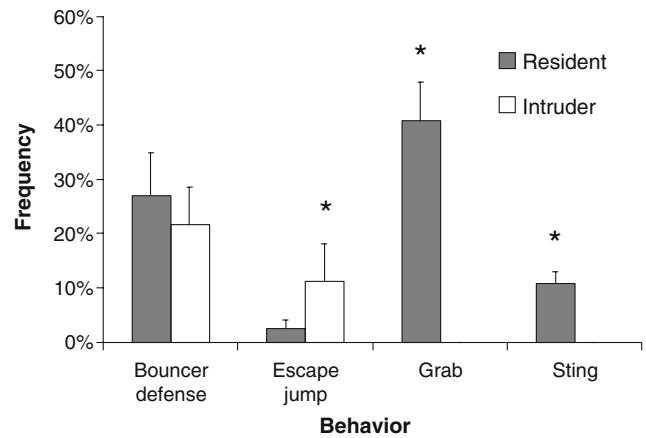 60%
50%
40%
30%
20%
10%
0%
Frequency
*
*
*
Resident
Intruder
Bouncer defense
Escape jump
Grab
Sting
Behavior